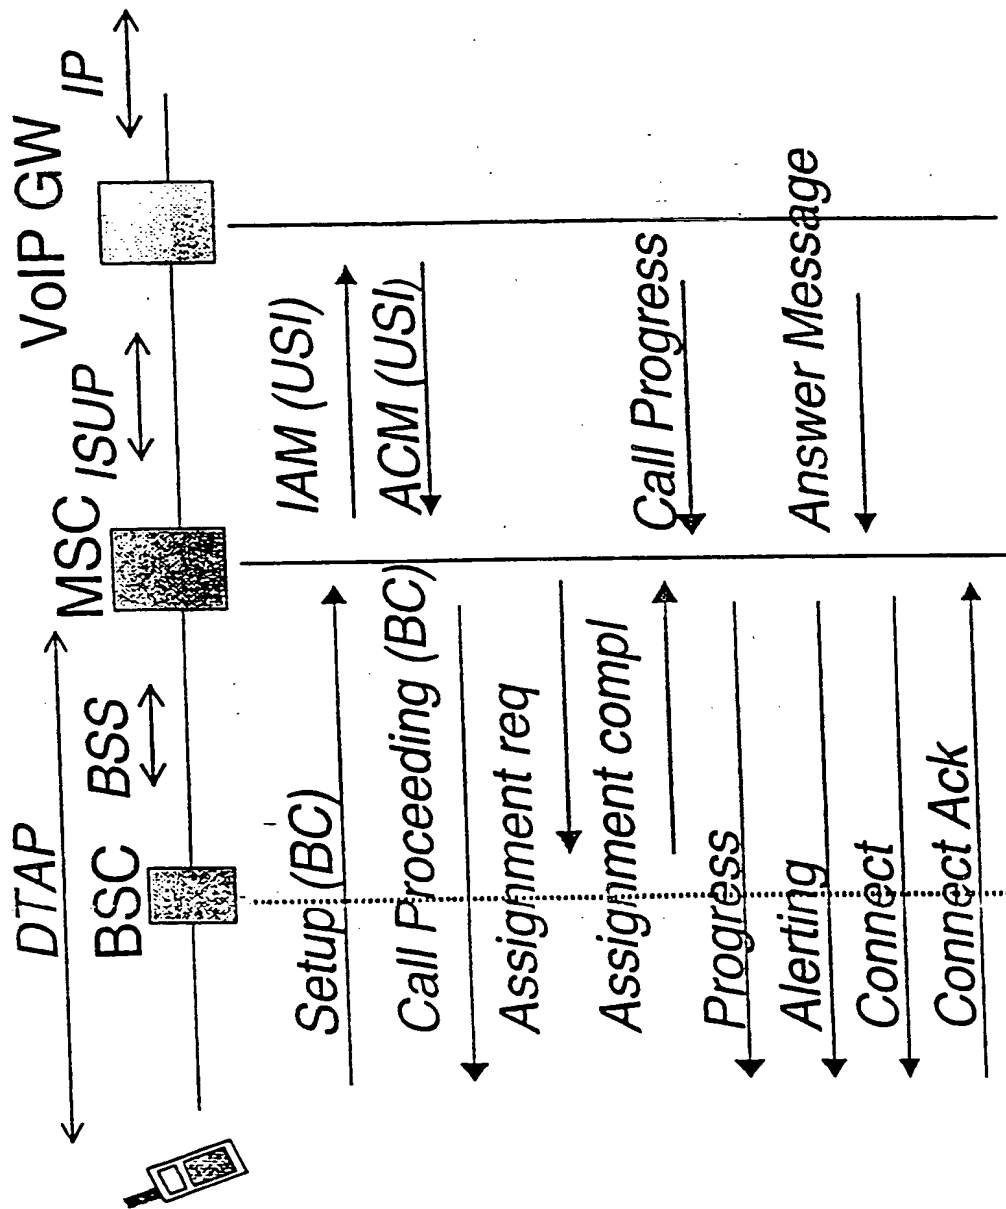 DTAP
BSC
BSS
MSC
ISUP
VoIP GW
IP
Setup (BC)
IAM (USI)
ACM (USI)
Call Proceeding (BC)
Assignment req
Assignment compl
Call Progress
Progress
Alerting
Answer Message
Connect
Connect Ack